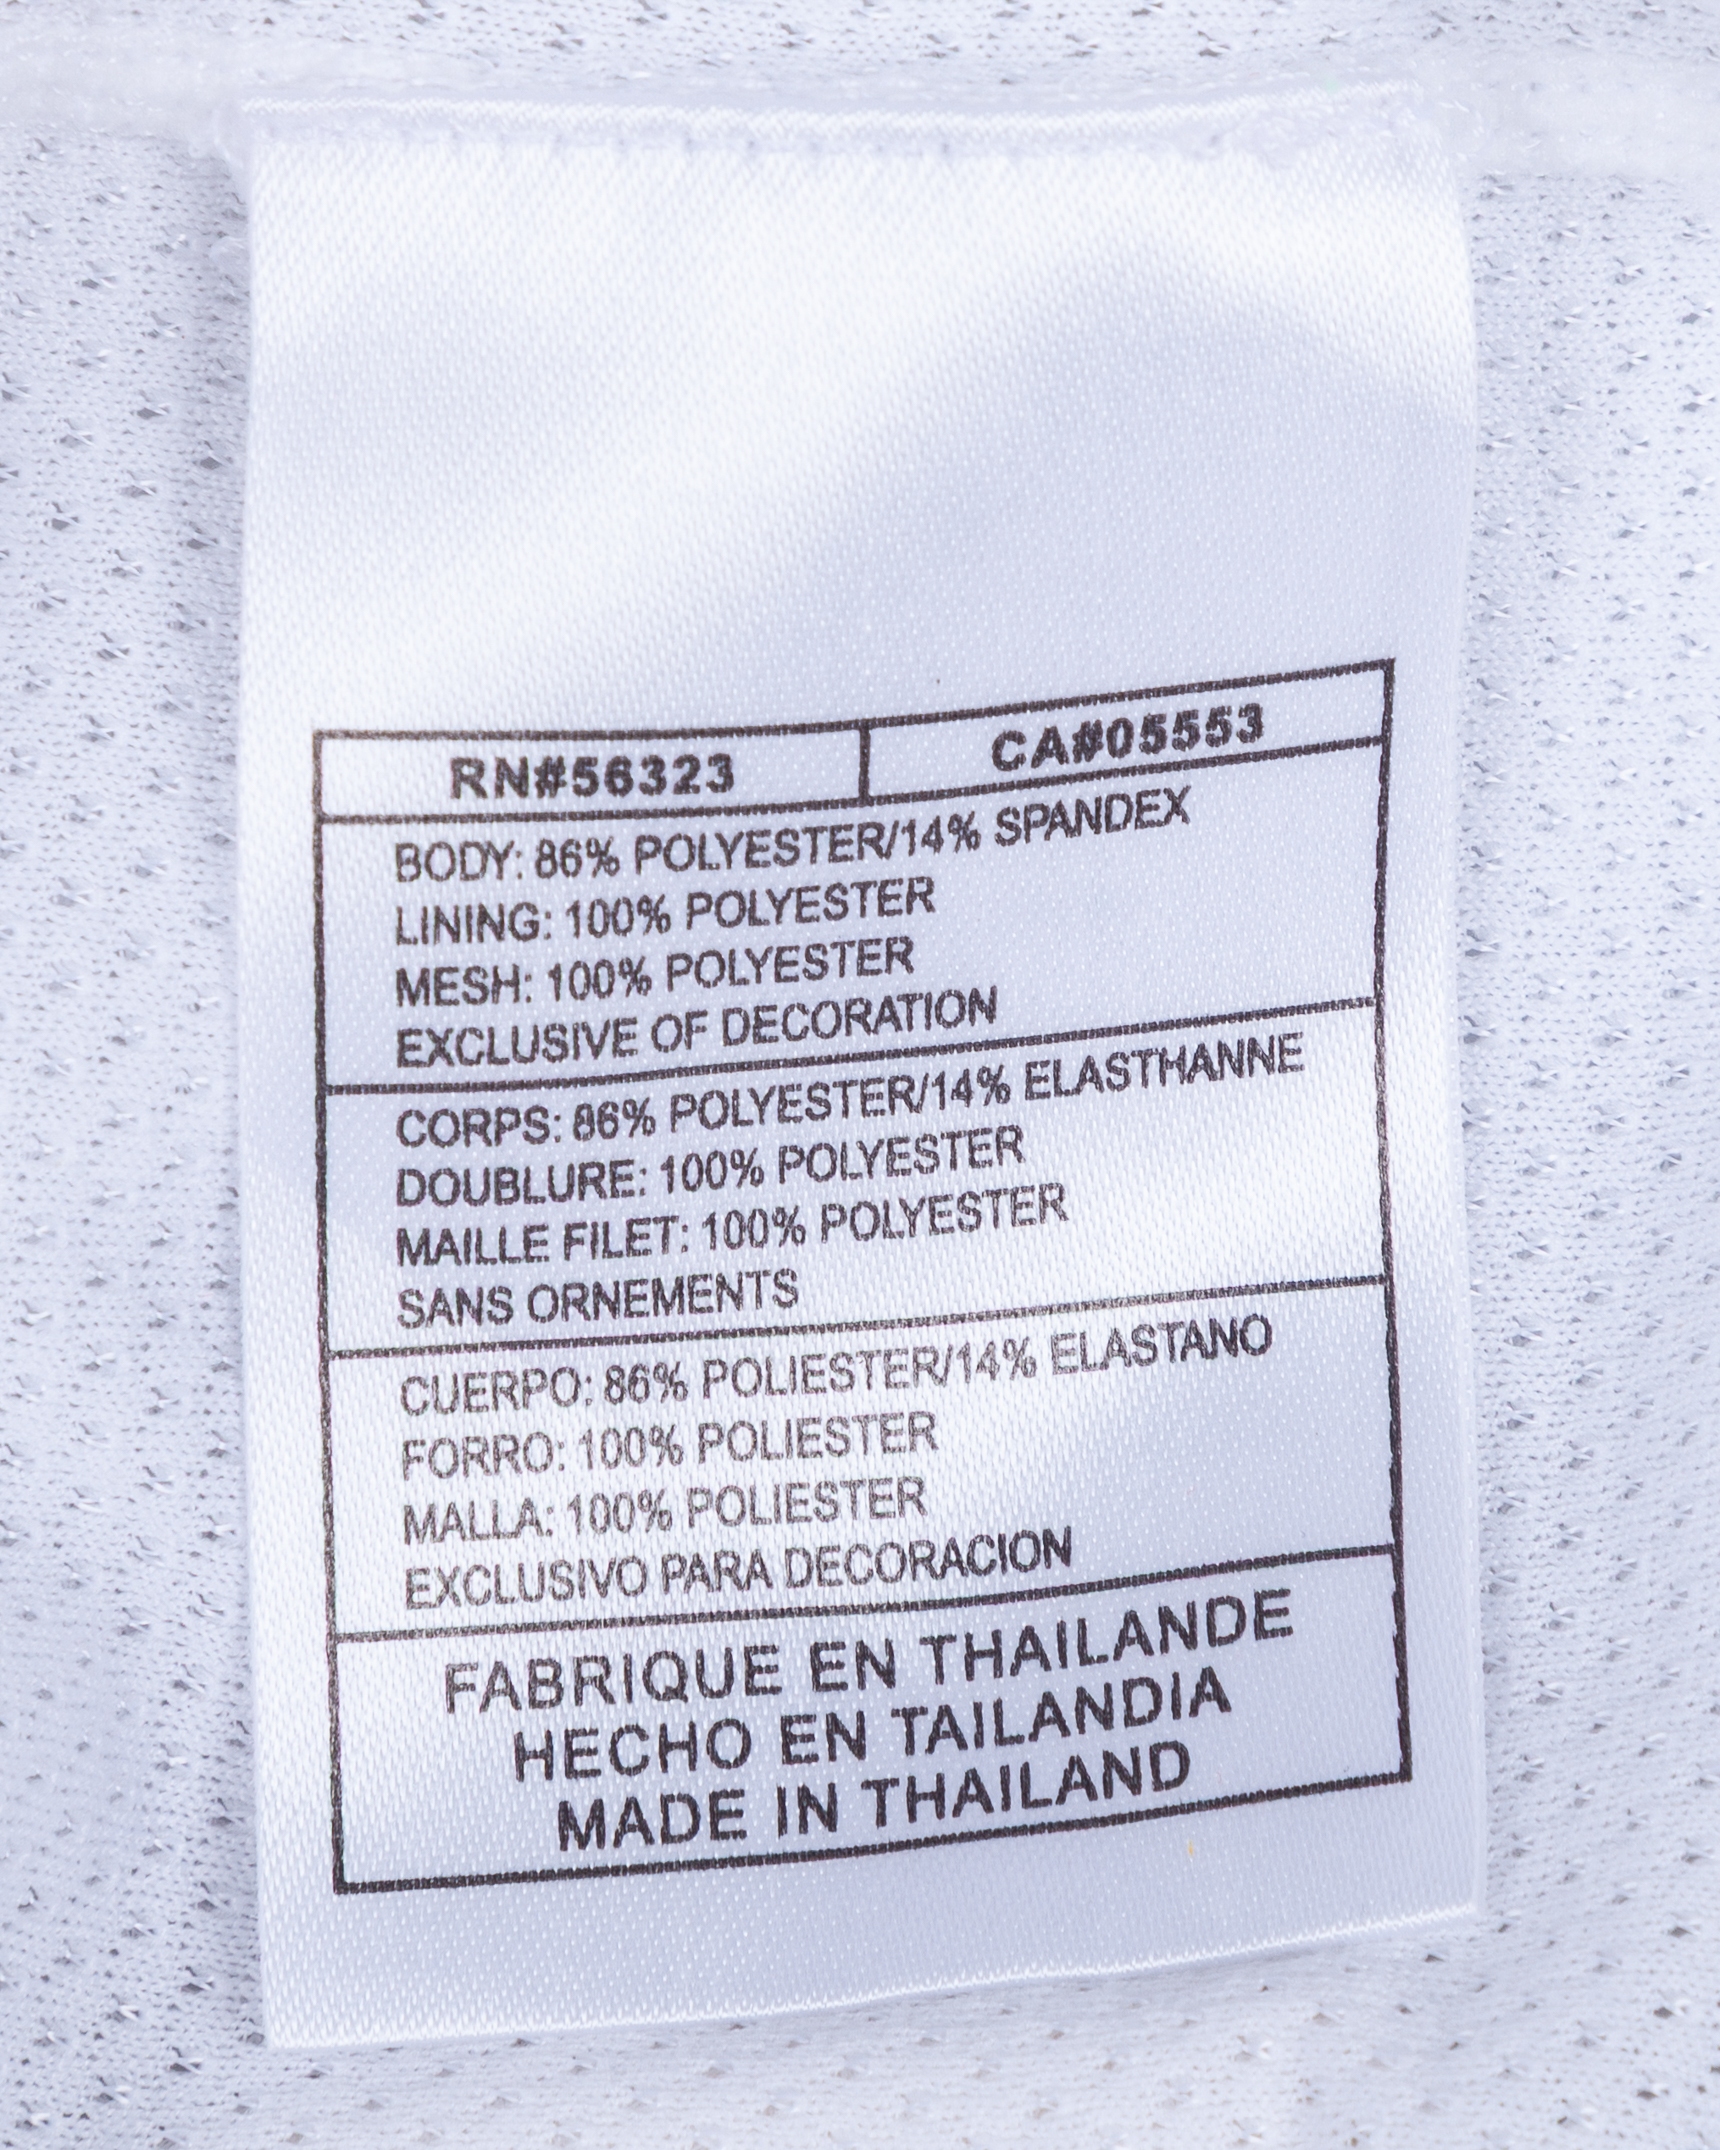 RN#56323 CA#05553
BODY: 86% POLYESTER/14% SPANDEX
LINING: 100% POLYESTER
MESH: 100% POLYESTER
EXCLUSIVE OF DECORATION
CORPS: 86% POLYESTER/14% ELASTHANNE
DOUBLURE: 100% POLYESTER
MAILLE FILET: 100% POLYESTER
SANS ORNEMENTS
CUERPO: 86% POLIESTER/14% ELASTANO
FORRO: 100% POLIESTER
MALLA: 100% POLIESTER
EXCLUSIVO PARA DECORACION
FABRIQUE EN THAILANDE
HECHO EN TAILANDIA
MADE IN THAILAND